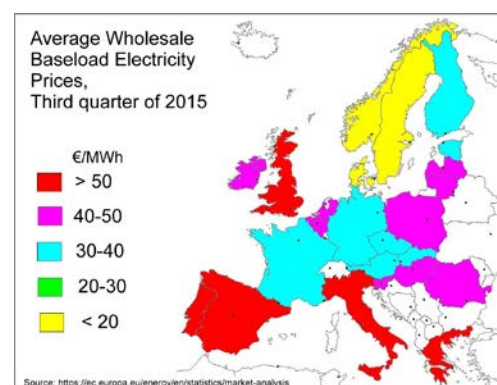 Average Wholesale
Baseload Electricity
Prices,
Third quarter of 2015
€/MWh
> 50
40-50
30-40
20-30
< 20
Source: https://ec.europa.eu/energy/en/statistics/market-analysis